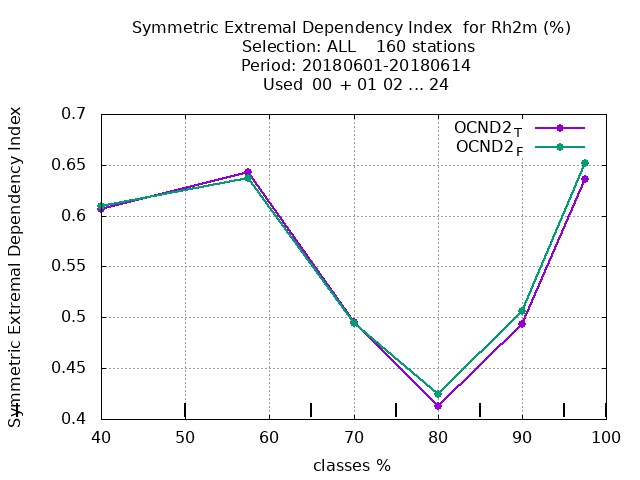 Symmetric Extremal Dependency Index for Rh2m (%)
Selection: ALL 160 stations
Period: 20180601-20180614
Used 00 + 01 02 ... 24
Symmetric Extremal Dependency Index
0.7
0.65
0.6
0.55
0.5
0.45
0.4
OCND2T
OCND2F
40 50 60 70 80 90 100
classes %